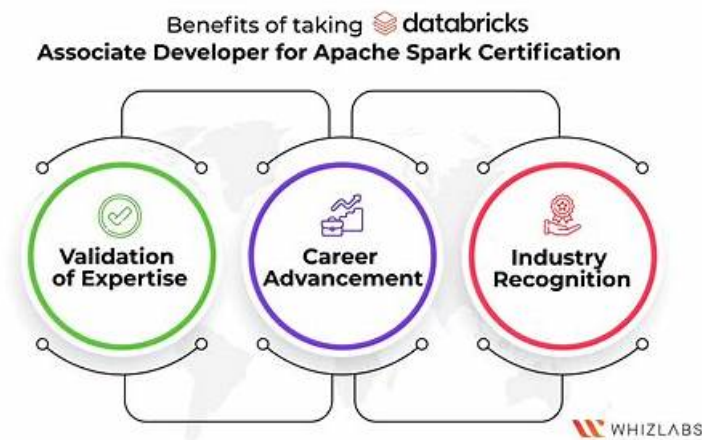 Benefits of taking databricks
Associate Developer for Apache Spark Certification
Validation
of Expertise
Career
Advancement
Industry
Recognition
WHIZLABS